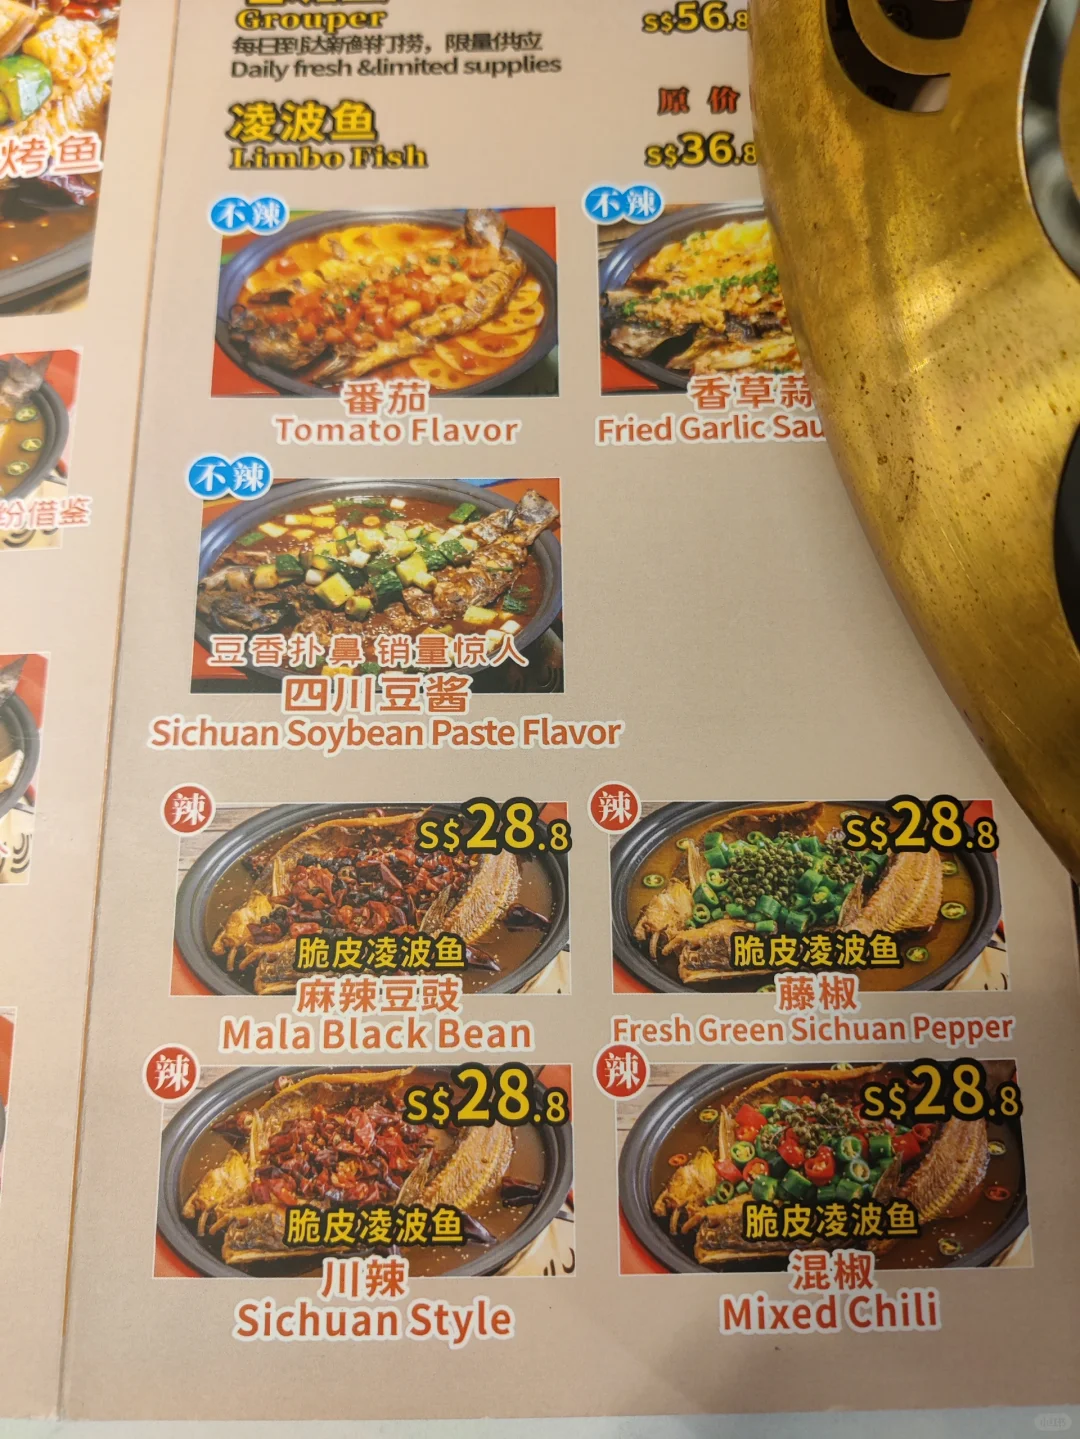 Grouper
S$56.8
每日到达新鲜打捞，限量供应
Daily fresh &limited supplies
凌波鱼
原 价
Limbo Fish
S$36.8
烤鱼
不辣
不辣
番茄
Tomato Flavor
香草蒜
Fried Garlic
不辣
纷借鉴
豆香扑鼻 销量惊人
四川豆酱
Sichuan Soybean Paste Flavor
辣
S$28.8
脆皮凌波鱼
麻辣豆豉
Mala Black Bean
辣
S$28.8
脆皮凌波鱼
藤椒
Fresh Green Sichuan Pepper
辣
S$28.8
脆皮凌波鱼
川辣
Sichuan Style
辣
S$28.8
脆皮凌波鱼
混椒
Mixed Chili
小红书